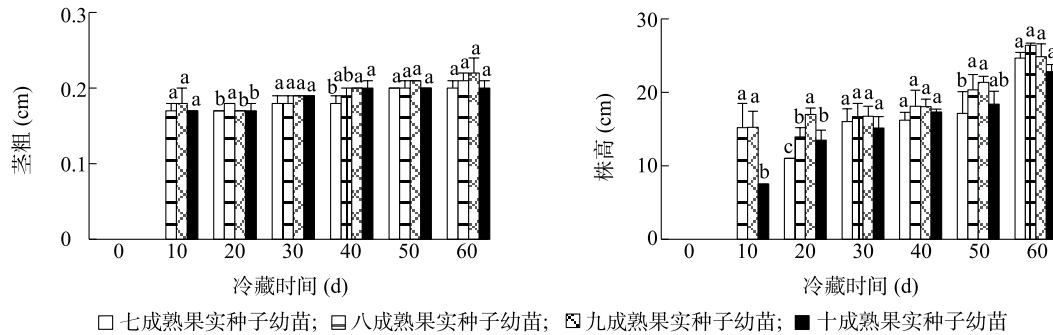 0.3
0.2
0.1
0
茎粗 (cm)
a a a
b a b b
a a a a
b ab a a
a a a a
a a a a
0 10 20 30 40 50 60
冷藏时间 (d)
30
20
10
0
株高 (cm)
a a b
c b a b
a a a a
a a a a
b a a ab
a a a a
0 10 20 30 40 50 60
冷藏时间 (d)
七成熟果实种子幼苗; 八成熟果实种子幼苗; 九成熟果实种子幼苗; 十成熟果实种子幼苗